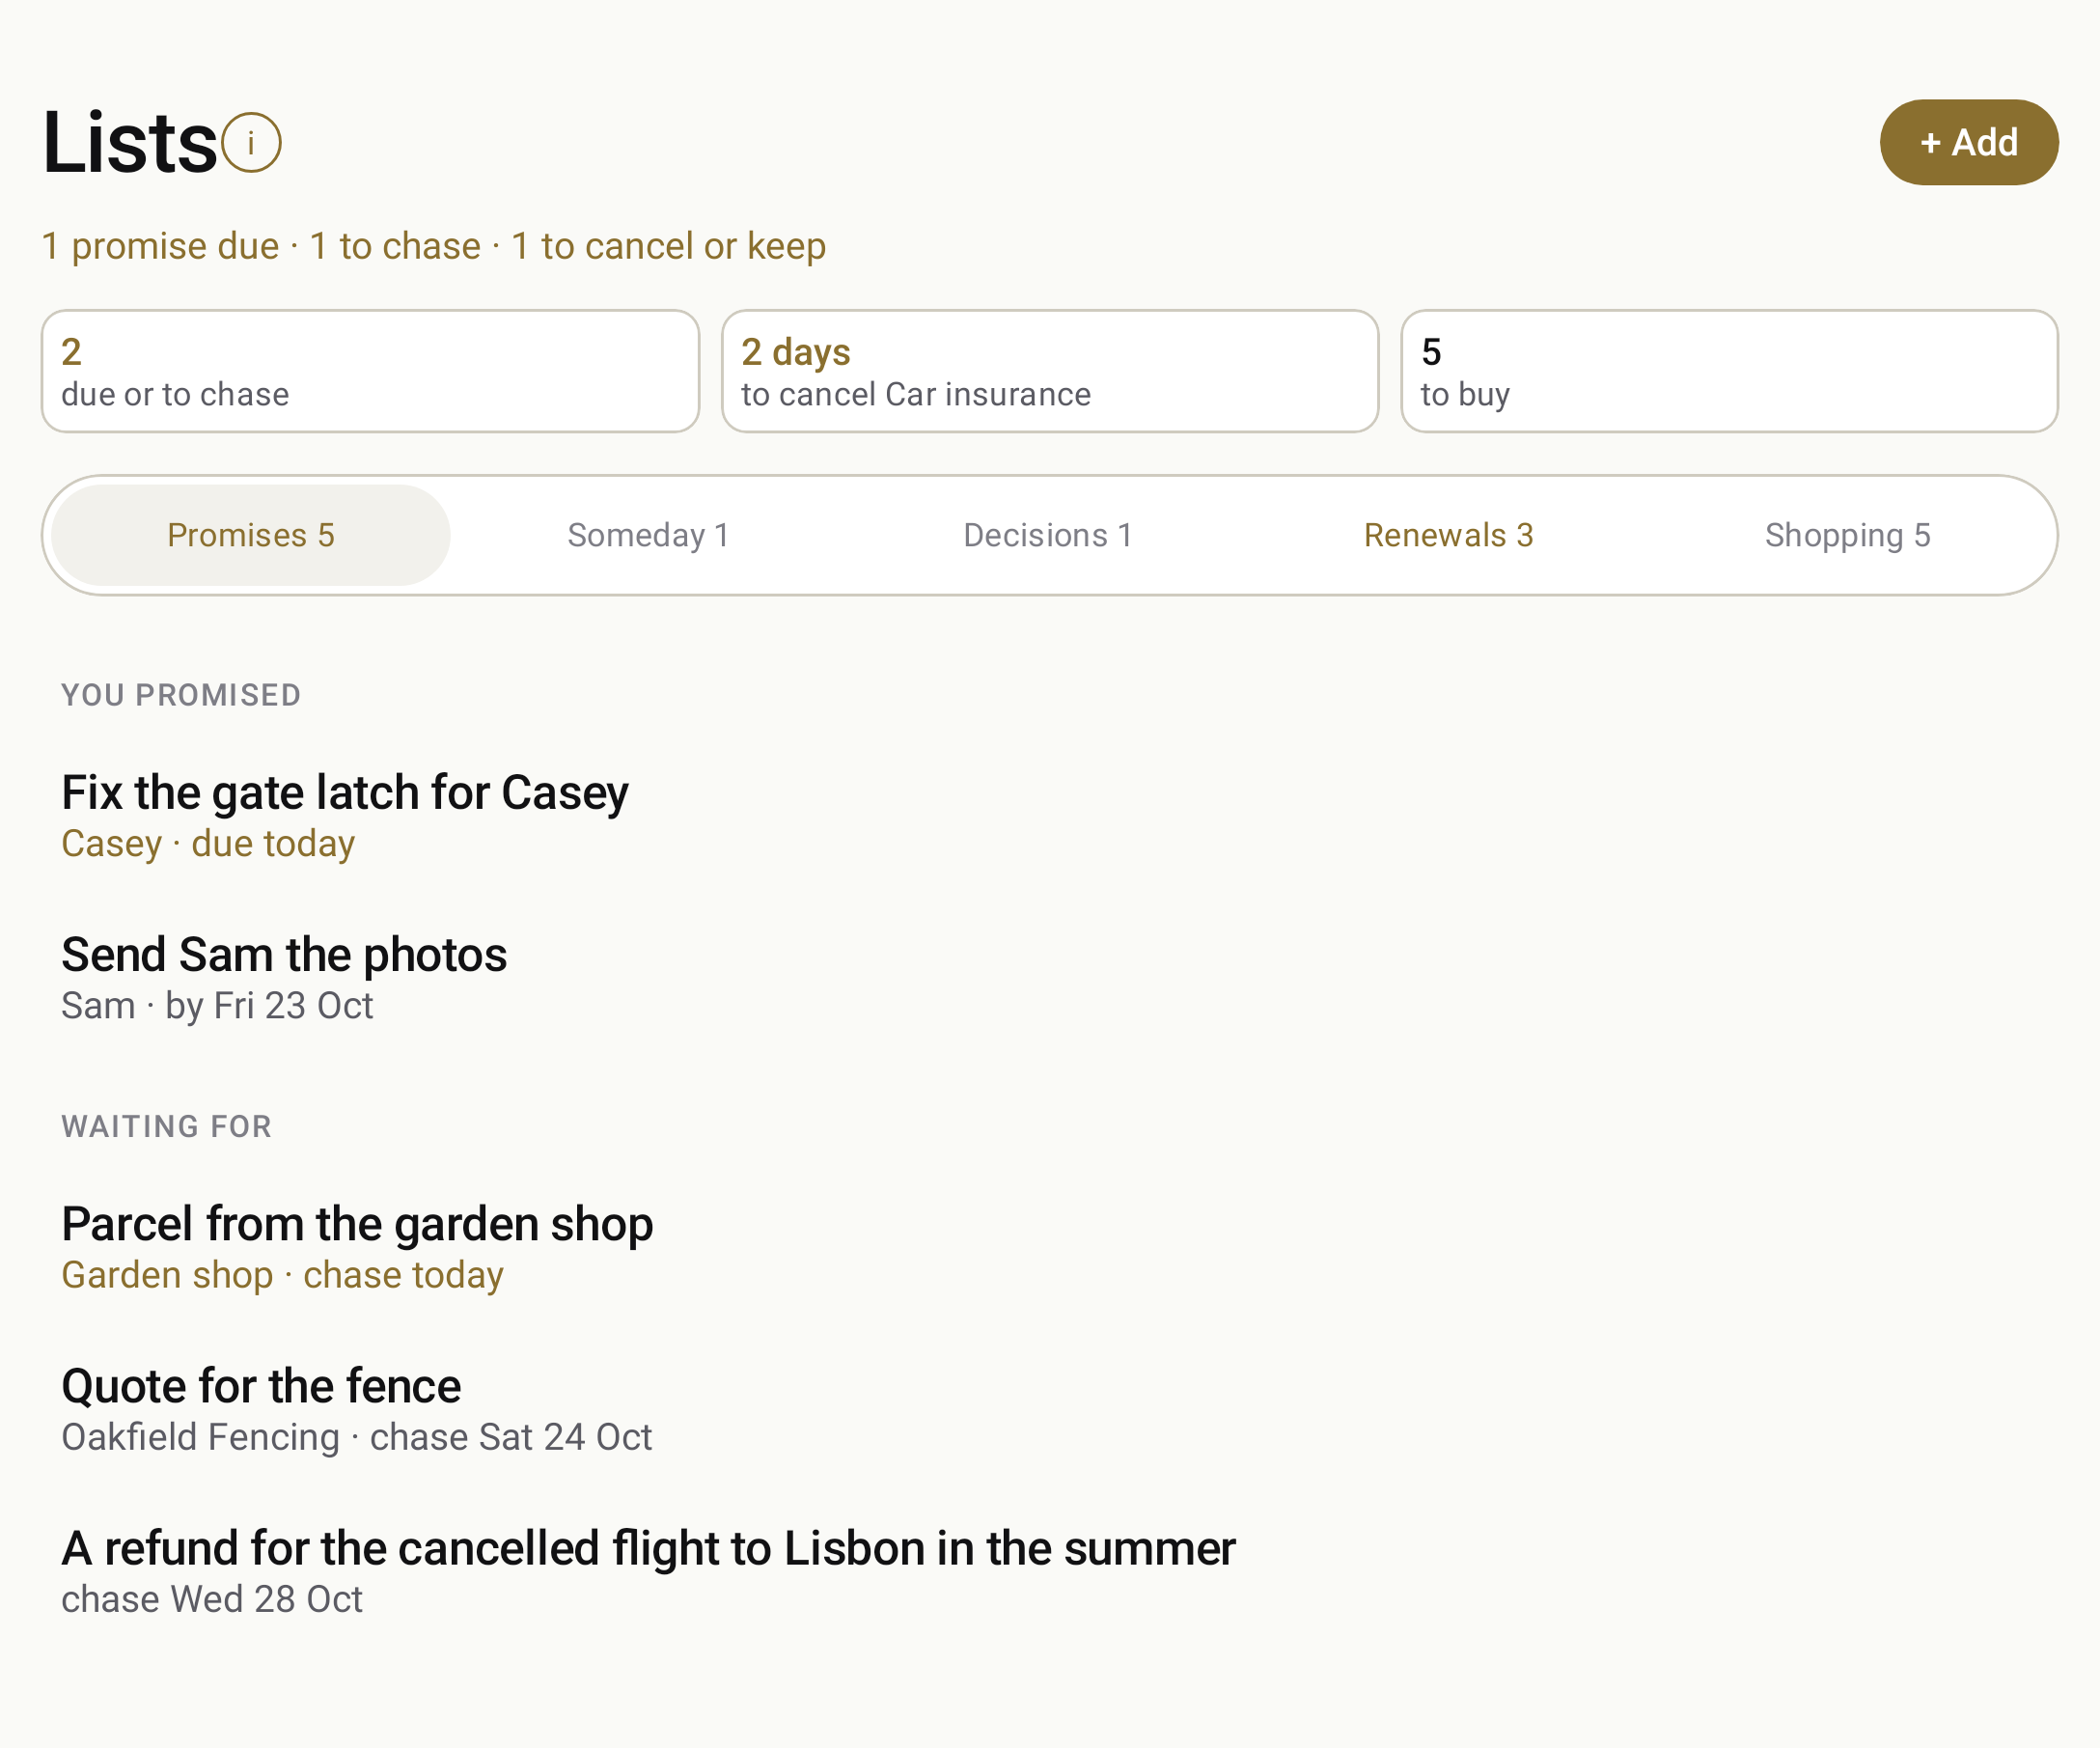 Lists i
+ Add
1 promise due · 1 to chase · 1 to cancel or keep
2
due or to chase
2 days
to cancel Car insurance
5
to buy
Promises 5
Someday 1
Decisions 1
Renewals 3
Shopping 5
YOU PROMISED
Fix the gate latch for Casey
Casey · due today
Send Sam the photos
Sam · by Fri 23 Oct
WAITING FOR
Parcel from the garden shop
Garden shop · chase today
Quote for the fence
Oakfield Fencing · chase Sat 24 Oct
A refund for the cancelled flight to Lisbon in the summer
chase Wed 28 Oct